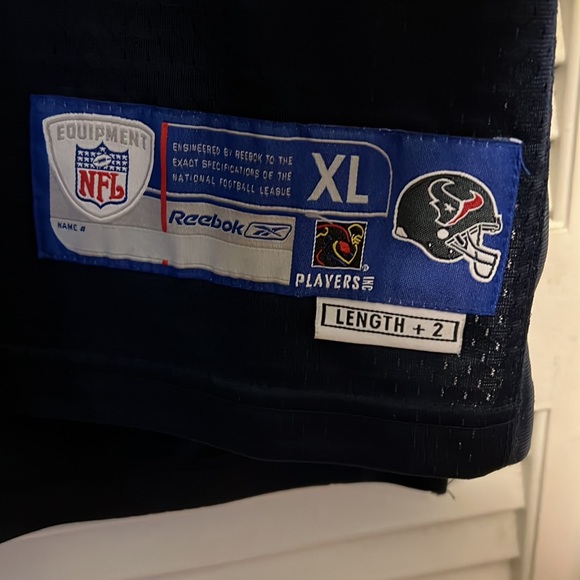 EQUIPMENT
NFL
ENGINEERED BY REEBOK TO THE
EXACT SPECIFICATIONS OF THE
NATIONAL FOOTBALL LEAGUE
XL
NAME #
Reebok
PLAYERS INC
®
LENGTH + 2